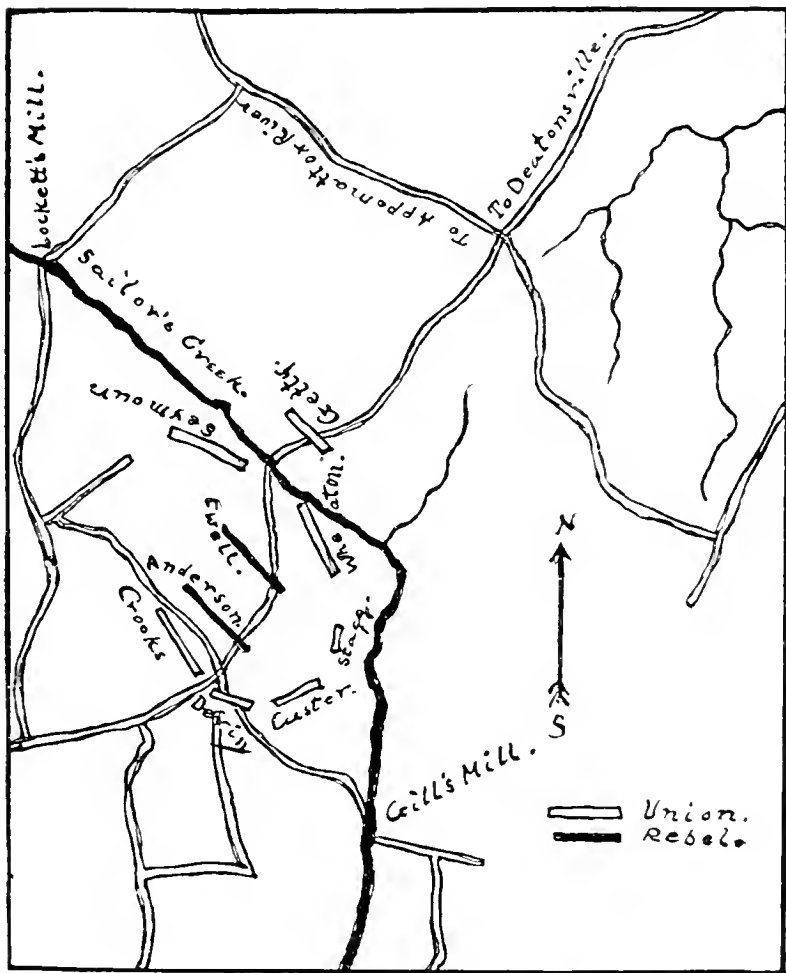 Lockett's Mill.
To Appomattox River
To Deatonsville.
Sailor's Creek.
Getty.
Seymour
Wheaton.
Ewell.
Anderson.
Crooks
Stagg.
Custer.
Devin
N
S
Gill's Mill.
Union.
Rebel.